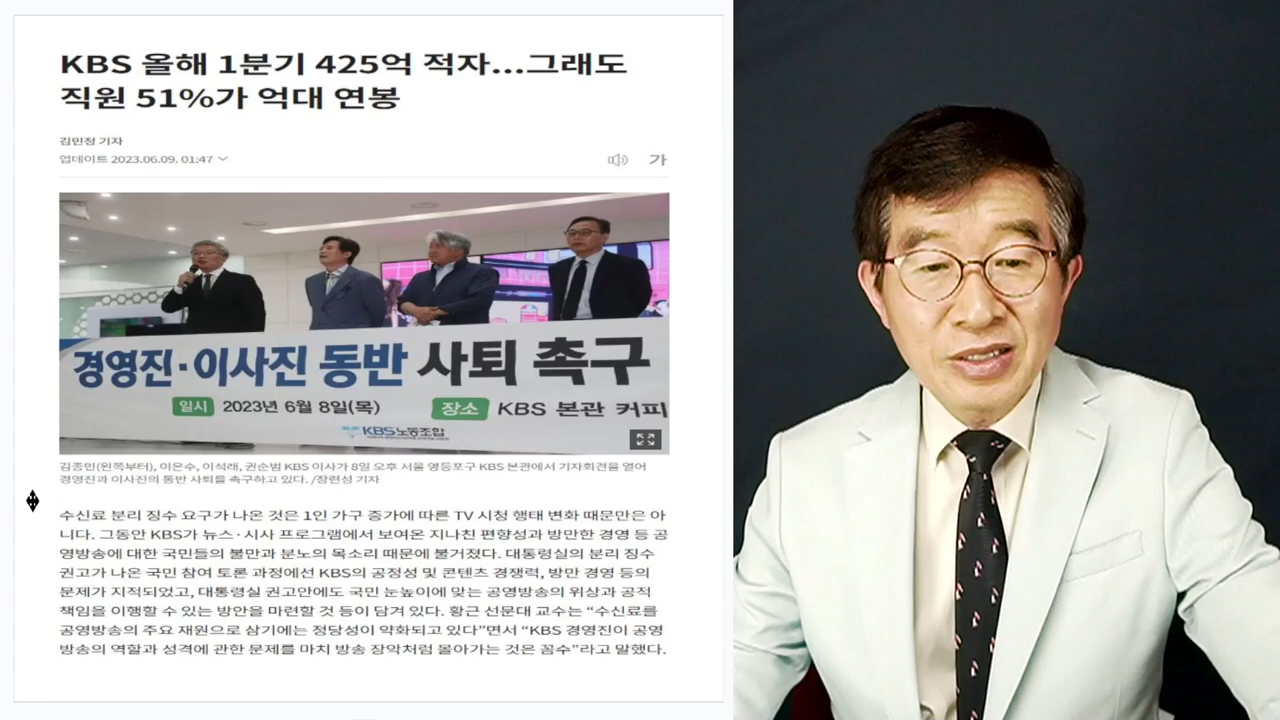 KBS 올해 1분기 425억 적자...그래도
직원 51%가 억대 연봉
김민정 기자
업데이트 2023.06.09. 01:47
가
경영진·이사진 동반 사퇴 촉구
일시 2023년 6월 8일(목) 장소 KBS 본관 커피
KBS노동조합
김종민(왼쪽부터), 이은수, 이석래, 권순범 KBS 이사가 8일 오후 서울 영등포구 KBS 본관에서 기자회견을 열어
경영진과 이사진의 동반 사퇴를 촉구하고 있다. /장련성 기자
수신료 분리 징수 요구가 나온 것은 1인 가구 증가에 따른 TV 시청 행태 변화 때문만은 아
니다. 그동안 KBS가 뉴스·시사 프로그램에서 보여온 지나친 편향성과 방만한 경영 등 공
영방송에 대한 국민들의 불만과 분노의 목소리 때문에 불거졌다. 대통령실의 분리 징수
권고가 나온 국민 참여 토론 과정에선 KBS의 공정성 및 콘텐츠 경쟁력, 방만 경영 등의
문제가 지적되었고, 대통령실 권고안에도 국민 눈높이에 맞는 공영방송의 위상과 공적
책임을 이행할 수 있는 방안을 마련할 것 등이 담겨 있다. 황근 선문대 교수는 “수신료를
공영방송의 주요 재원으로 삼기에는 정당성이 약화되고 있다”면서 “KBS 경영진이 공영
방송의 역할과 성격에 관한 문제를 마치 방송 장악처럼 몰아가는 것은 꼼수”라고 말했다.